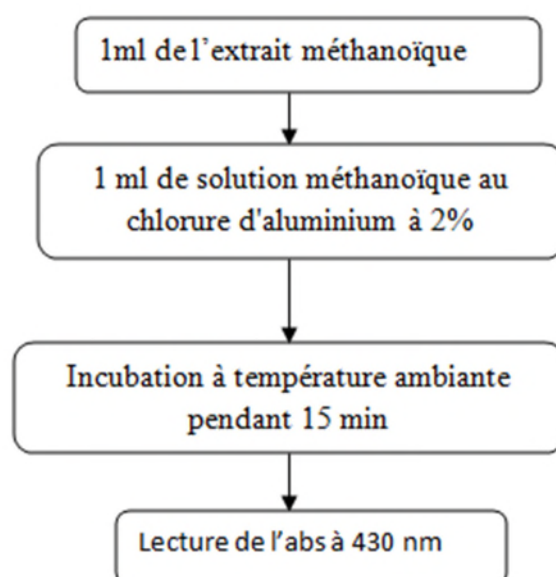 1ml de l'extrait méthanoïque
1 ml de solution méthanoïque au
chlorure d'aluminium à 2%
Incubation à température ambiante
pendant 15 min
Lecture de l'abs à 430 nm